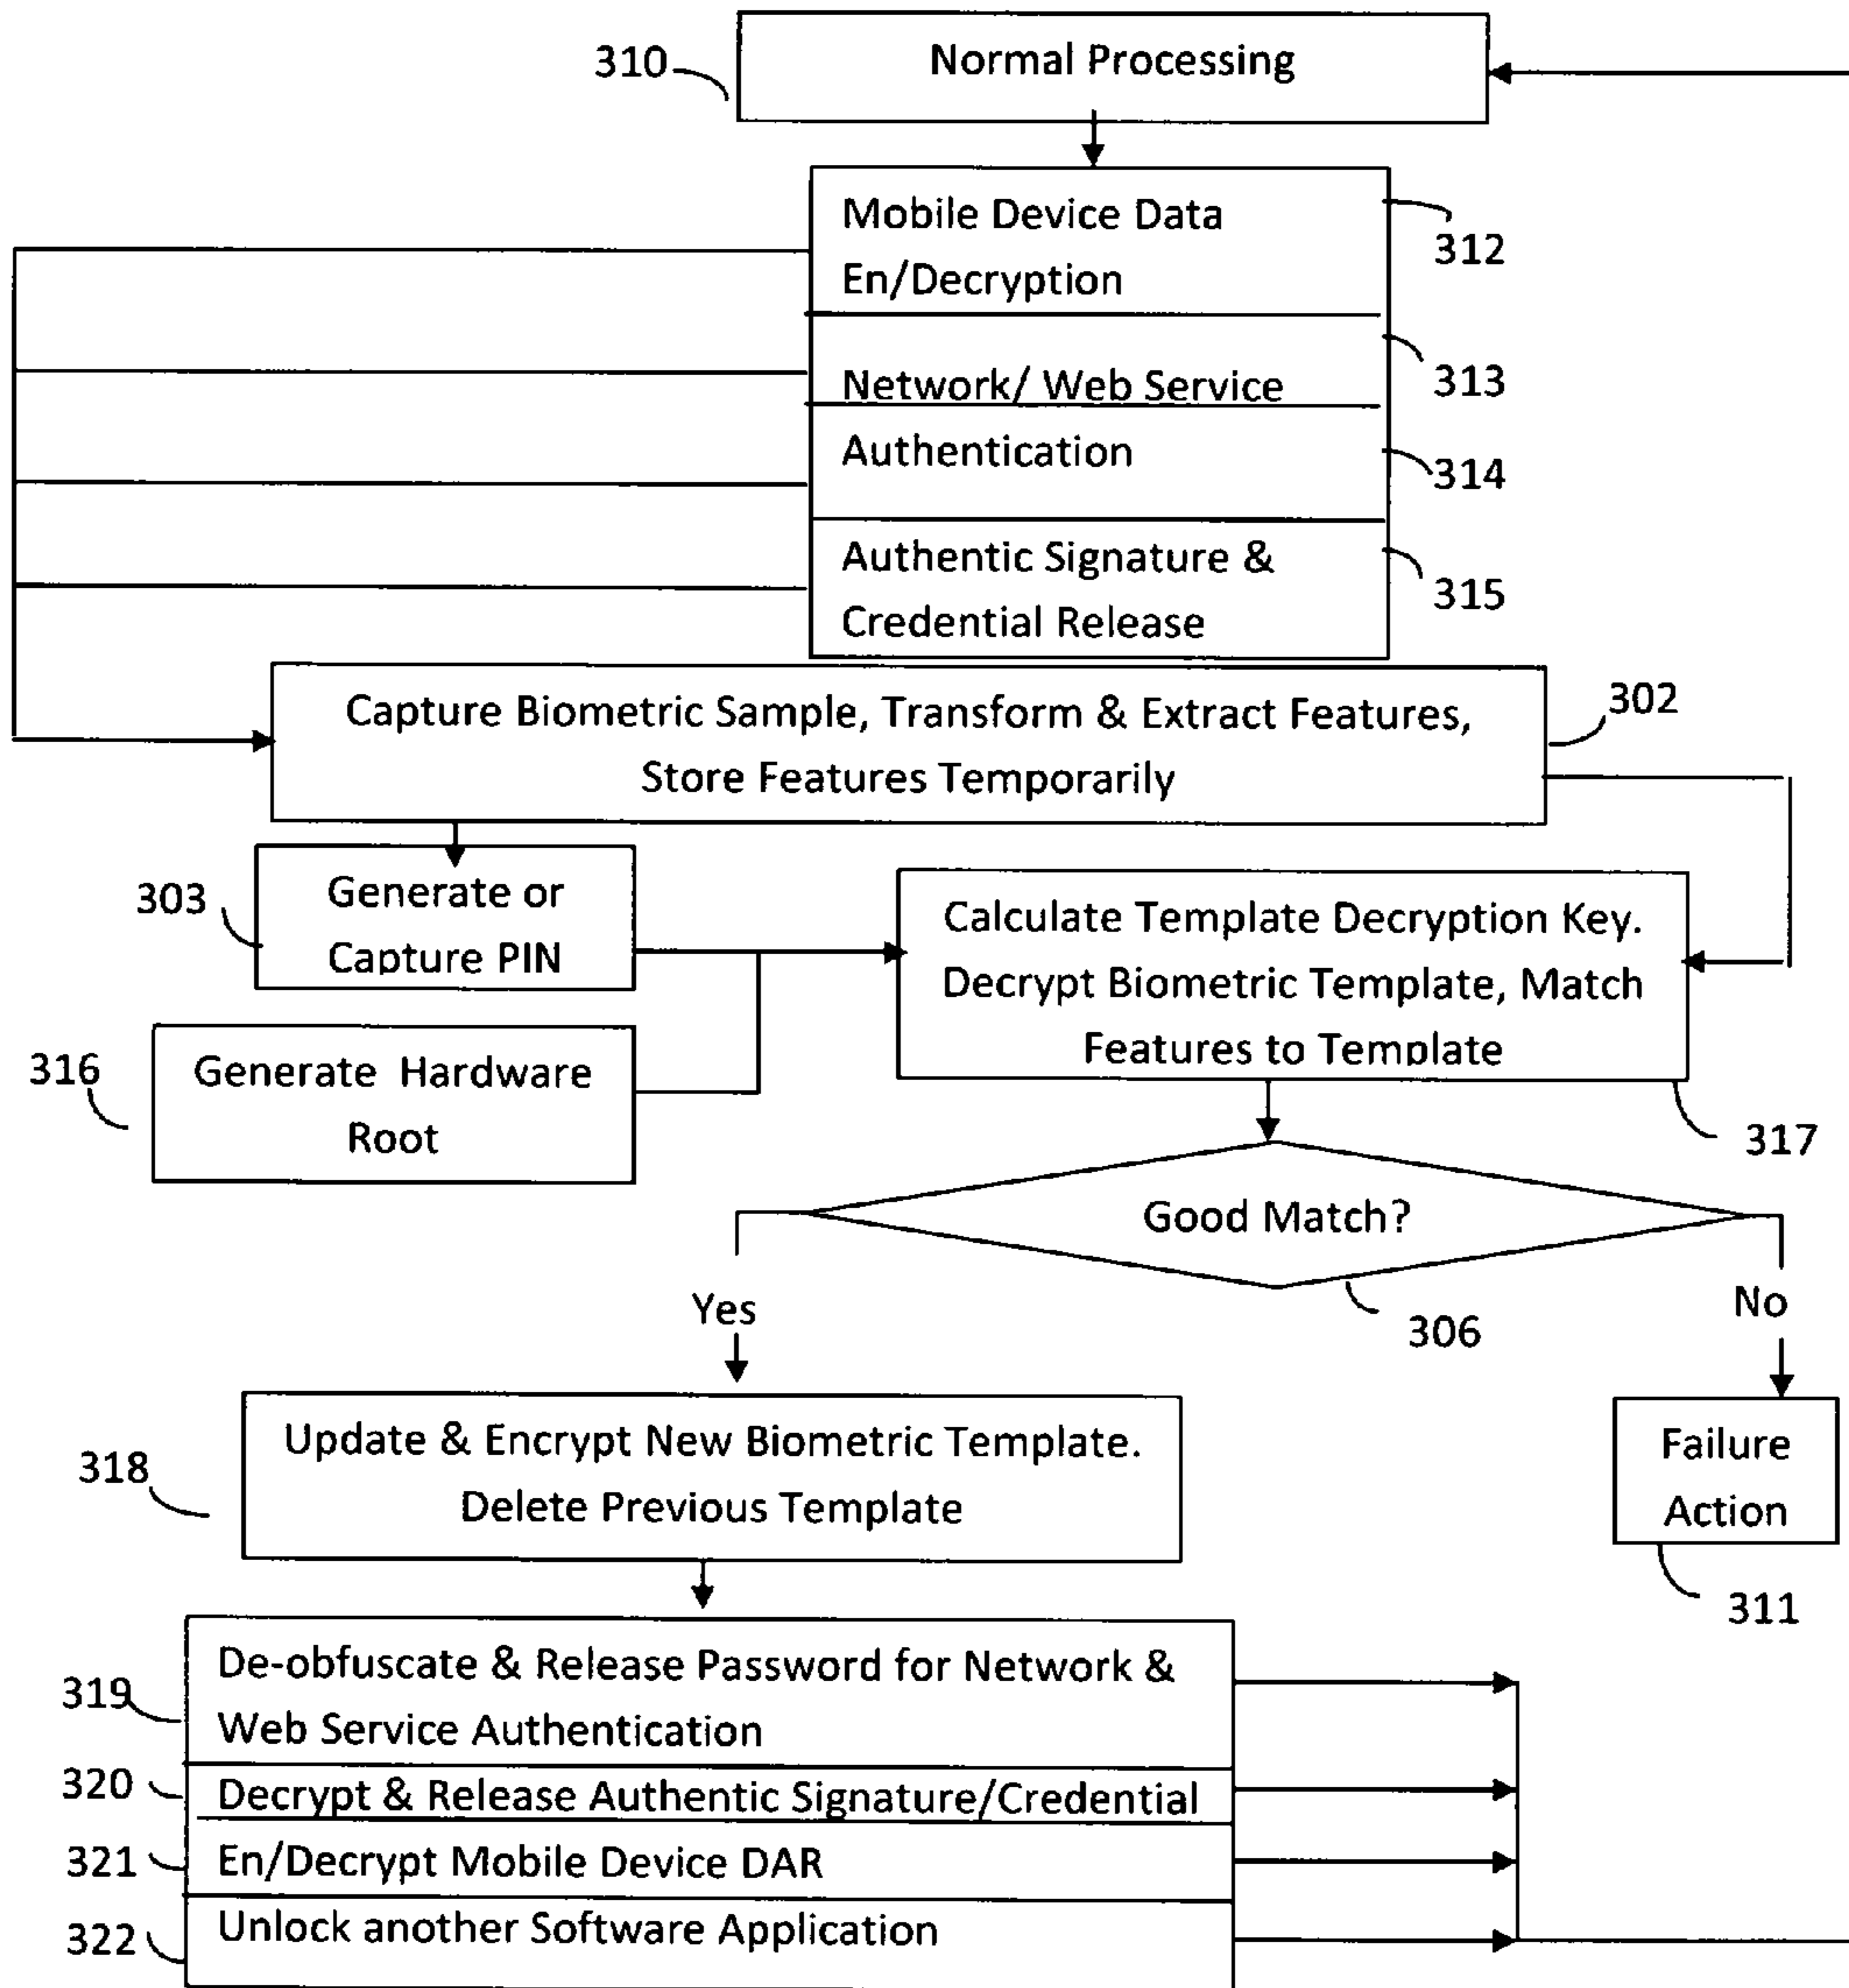 310
Normal Processing
Mobile Device Data
En/Decryption
312
Network/ Web Service
313
Authentication
314
Authentic Signature &
Credential Release
315
Capture Biometric Sample, Transform & Extract Features,
Store Features Temporarily
302
303
Generate or
Capture PIN
Calculate Template Decryption Key.
Decrypt Biometric Template, Match
Features to Template
317
316
Generate Hardware
Root
Good Match?
306
Yes
No
318
Update & Encrypt New Biometric Template.
Delete Previous Template
Failure
Action
311
319
De-obfuscate & Release Password for Network &
Web Service Authentication
320
Decrypt & Release Authentic Signature/Credential
321
En/Decrypt Mobile Device DAR
322
Unlock another Software Application